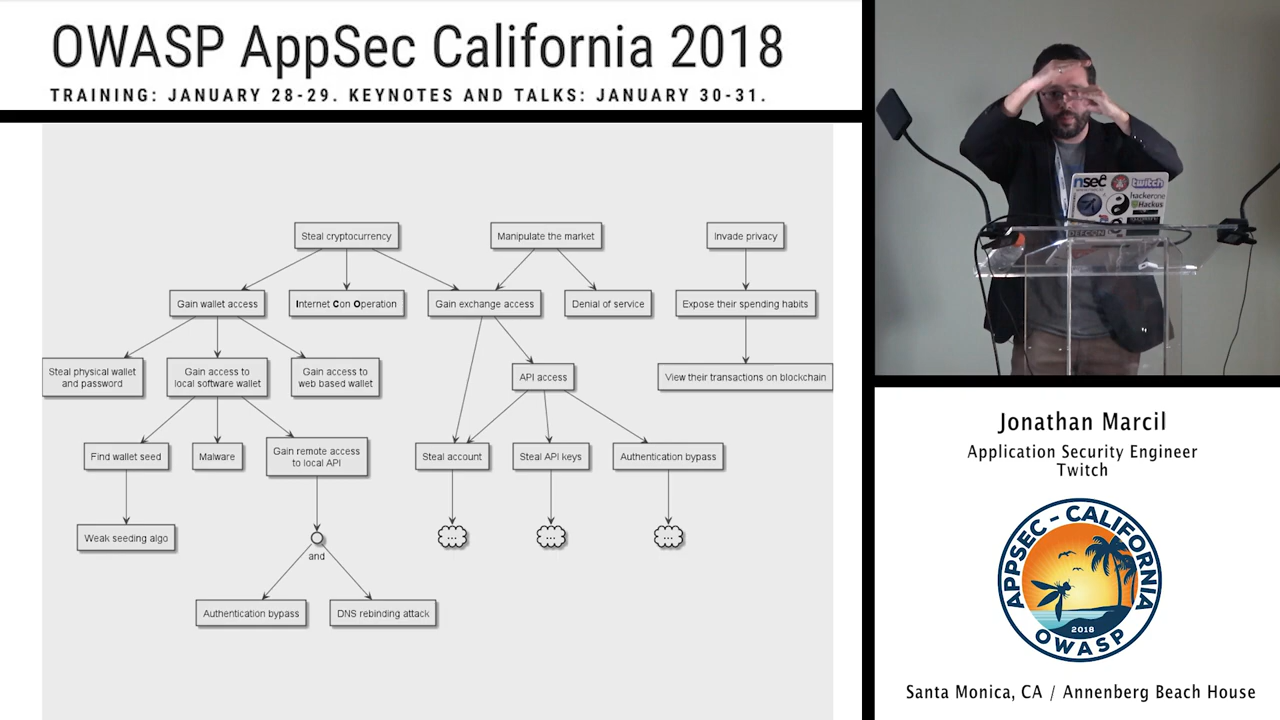 OWASP AppSec California 2018
TRAINING: JANUARY 28-29. KEYNOTES AND TALKS: JANUARY 30-31.
Steal cryptocurrency
Manipulate the market
Invade privacy
Gain wallet access
Internet Con Operation
Gain exchange access
Denial of service
Expose their spending habits
Steal physical wallet
and password
Gain access to
local software wallet
Gain access to
web based wallet
API access
View their transactions on blockchain
Find wallet seed
Malware
Gain remote access
to local API
Steal account
Steal API keys
Authentication bypass
Weak seeding algo
and
...
...
...
Authentication bypass
DNS rebinding attack
nsec
twitch
hackerone
Hackus
DEFCON
Jonathan Marcil
Application Security Engineer
Twitch
APPSEC - CALIFORNIA
2018
OWASP
Santa Monica, CA / Annenberg Beach House